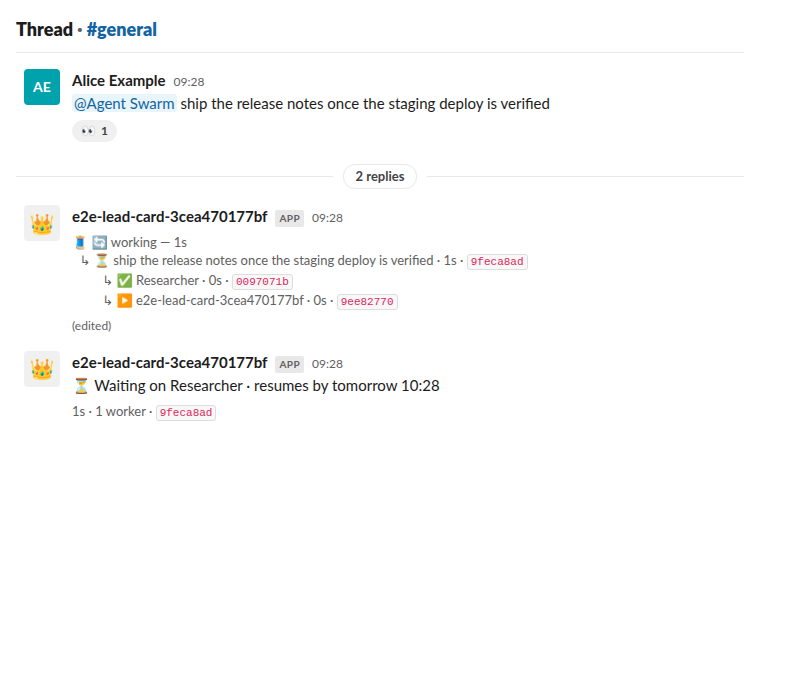 Thread • #general
AE
Alice Example 09:28
@Agent Swarm ship the release notes once the staging deploy is verified
👀 1
2 replies
e2e-lead-card-3cea470177bf APP 09:28
🧵 🔄 working — 1s
↳ ⏳ ship the release notes once the staging deploy is verified · 1s · 9feca8ad
↳ ✅ Researcher · 0s · 0097071b
↳ ▶️ e2e-lead-card-3cea470177bf · 0s · 9ee82770
(edited)
e2e-lead-card-3cea470177bf APP 09:28
⏳ Waiting on Researcher · resumes by tomorrow 10:28
1s · 1 worker · 9feca8ad